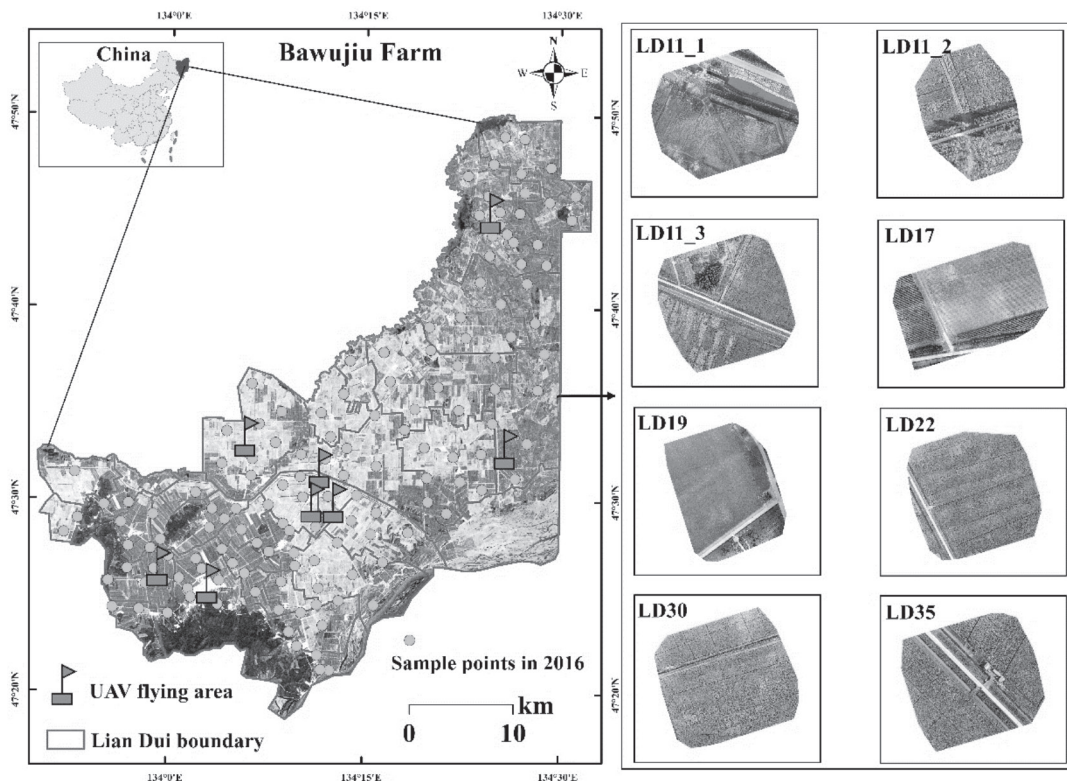 134°0'E
134°15'E
134°30'E
China
Bawujiu Farm
N
W
E
S
47°50'N
47°40'N
47°30'N
47°20'N
47°50'N
47°40'N
47°30'N
47°20'N
UAV flying area
Lian Dui boundary
Sample points in 2016
km
0
10
134°0'E
134°15'E
134°30'E
LD11_1
LD11_2
LD11_3
LD17
LD19
LD22
LD30
LD35